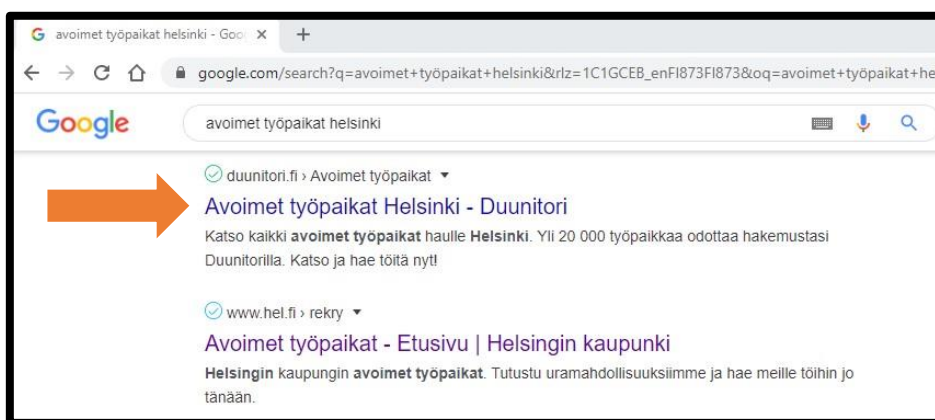 avoimet työpaikat helsinki - Goo
google.com/search?q=avoimet+työpaikat+helsinki&rlz=1C1GCEB_enFI873FI873&oq=avoimet+työpaikat+he
Google
avoimet työpaikat helsinki
duunitori.fi › Avoimet työpaikat
Avoimet työpaikat Helsinki - Duunitori
Katso kaikki avoimet työpaikat haulle Helsinki. Yli 20 000 työpaikkaa odottaa hakemustasi
Duunitorilla. Katso ja hae töitä nyt!
www.hel.fi › rekry
Avoimet työpaikat - Etusivu | Helsingin kaupunki
Helsingin kaupungin avoimet työpaikat. Tutustu uramahdollisuuksiimme ja hae meille töihin jo
tänään.